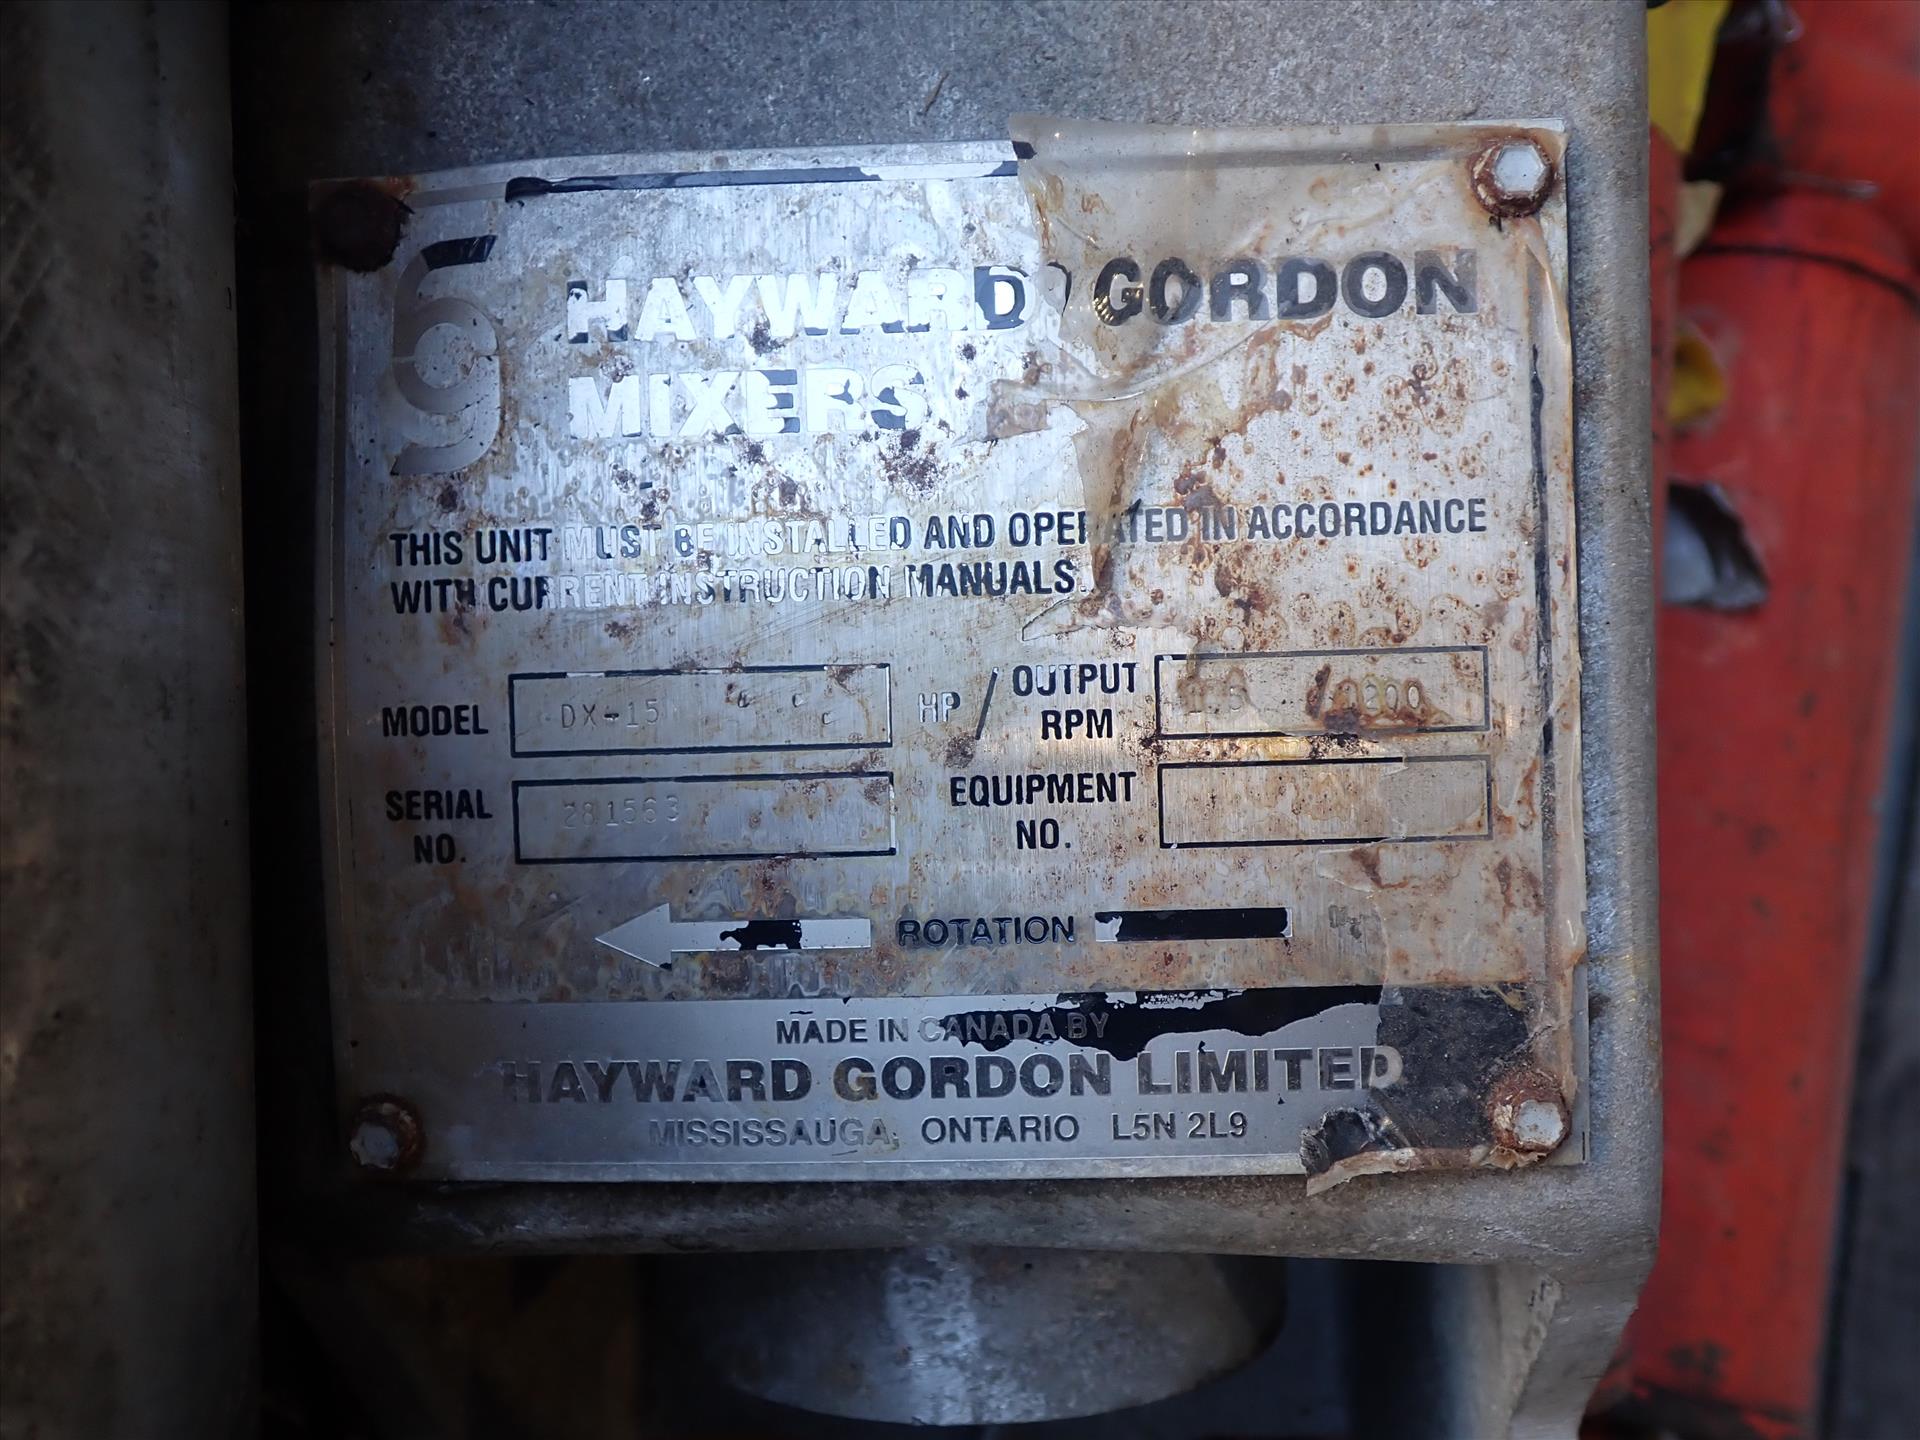 HAYWARD GORDON
MIXERS
THIS UNIT MUST BE INSTALLED AND OPERATED IN ACCORDANCE
WITH CURRENT INSTRUCTION MANUALS.
MODEL DX-15 HP / OUTPUT RPM
SERIAL NO. 281563 EQUIPMENT NO.
ROTATION
MADE IN CANADA BY
HAYWARD GORDON LIMITED
MISSISSAUGA, ONTARIO L5N 2L9